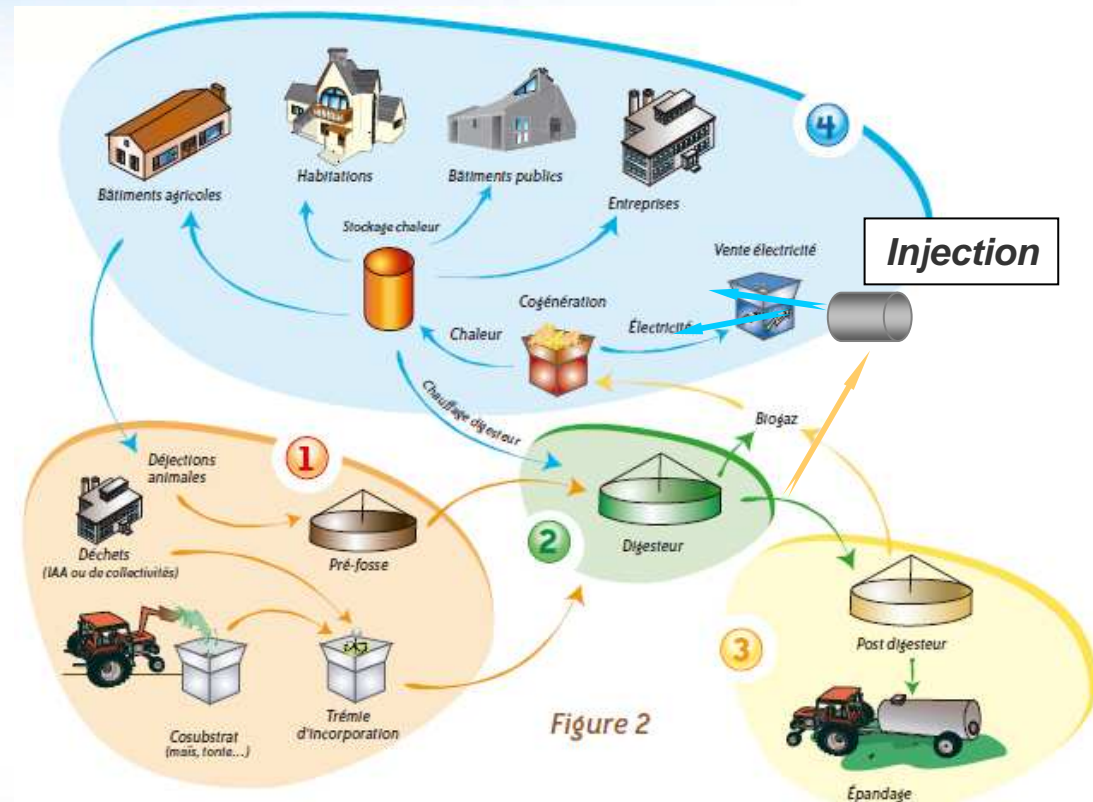 4
Bâtiments agricoles
Habitations
Bâtiments publics
Entreprises
Stockage chaleur
Vente électricité
Injection
Cogénération
Chaleur
Électricité
Chauffage digesteur
Biogaz
1
Déjections
animales
Déchets
(IAA ou de collectivités)
Pré-fosse
2
Digesteur
Cosubstrat
(maïs, tonte...)
Trémie
d'incorporation
3
Post digesteur
Épandage
Figure 2